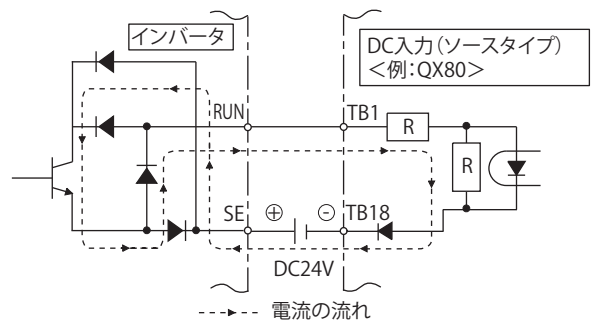 インバータ
DC入力（ソースタイプ）
＜例：QX80＞
RUN
TB1
R
R
SE
⊕
⊖
TB18
DC24V
電流の流れ